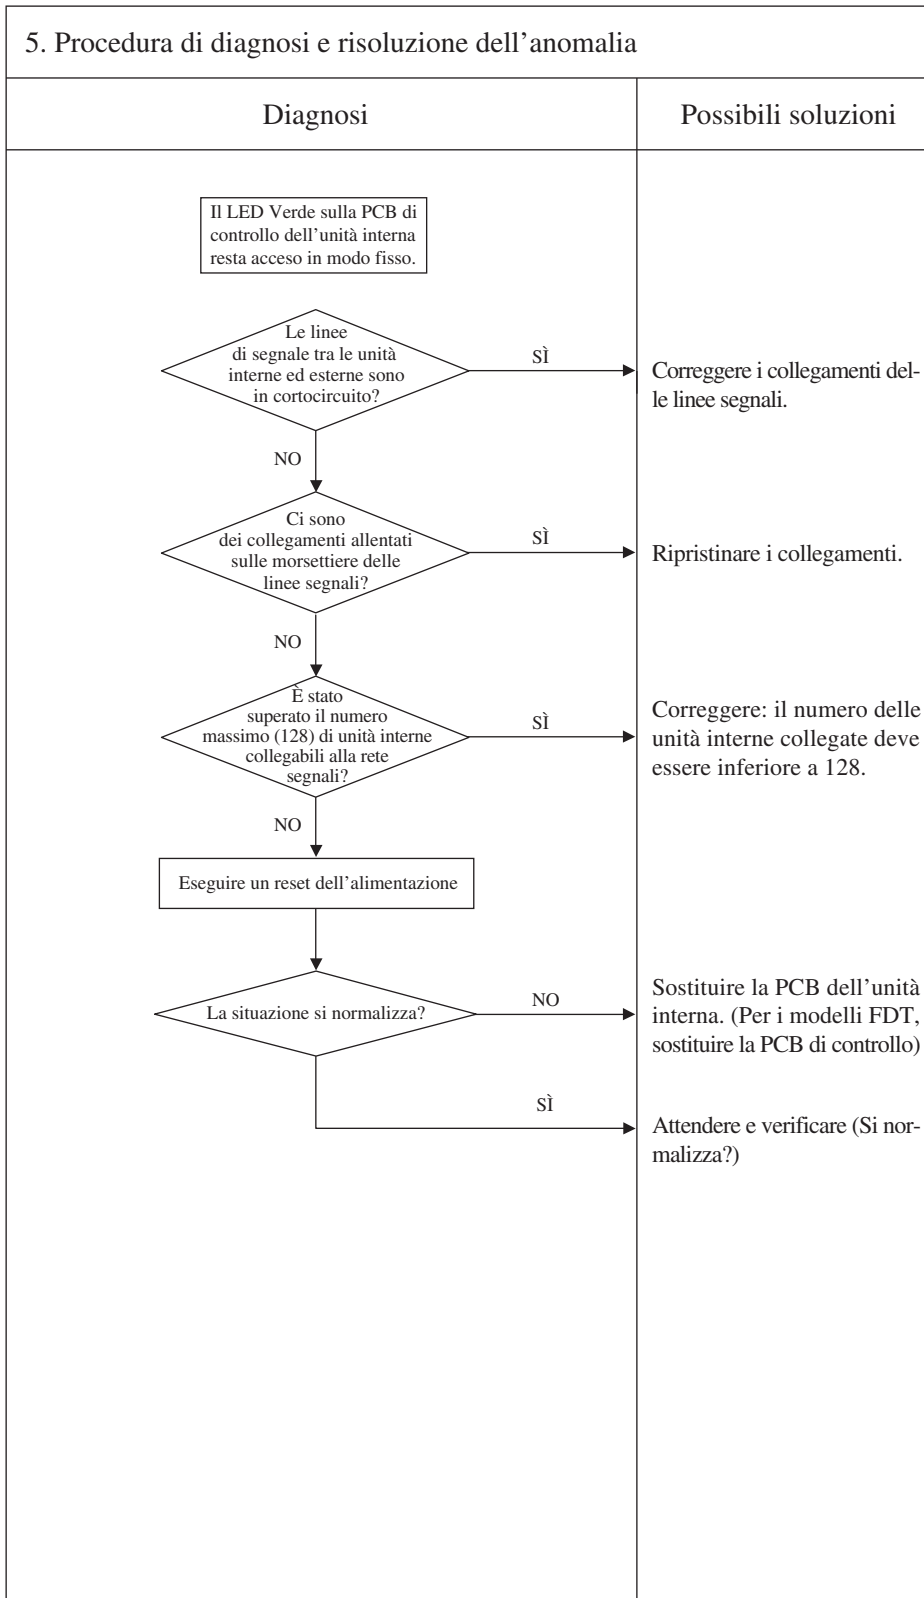 5. Procedura di diagnosi e risoluzione dell'anomalia
Diagnosi
Possibili soluzioni
Il LED Verde sulla PCB di
controllo dell'unità interna
resta acceso in modo fisso.
Le linee
di segnale tra le unità
interne ed esterne sono
in cortocircuito?
SÌ
Correggere i collegamenti del-
le linee segnali.
NO
Ci sono
dei collegamenti allentati
sulle morsettiere delle
linee segnali?
SÌ
Ripristinare i collegamenti.
NO
È stato
superato il numero
massimo (128) di unità interne
collegabili alla rete
segnali?
SÌ
Correggere: il numero delle
unità interne collegate deve
essere inferiore a 128.
NO
Eseguire un reset dell'alimentazione
La situazione si normalizza?
NO
Sostituire la PCB dell'unità
interna. (Per i modelli FDT,
sostituire la PCB di controllo)
SÌ
Attendere e verificare (Si nor-
malizza?)